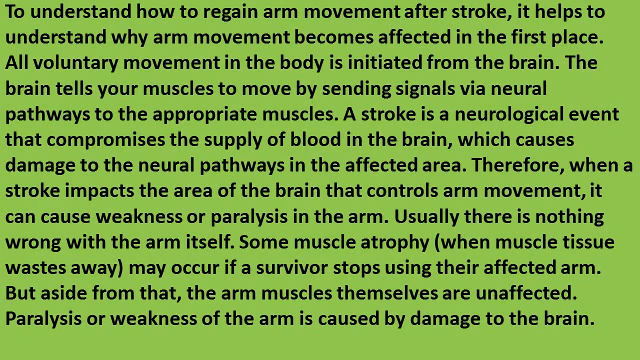 To understand how to regain arm movement after stroke, it helps to
understand why arm movement becomes affected in the first place.
All voluntary movement in the body is initiated from the brain. The
brain tells your muscles to move by sending signals via neural
pathways to the appropriate muscles. A stroke is a neurological event
that compromises the supply of blood in the brain, which causes
damage to the neural pathways in the affected area. Therefore, when a
stroke impacts the area of the brain that controls arm movement, it
can cause weakness or paralysis in the arm. Usually there is nothing
wrong with the arm itself. Some muscle atrophy (when muscle tissue
wastes away) may occur if a survivor stops using their affected arm.
But aside from that, the arm muscles themselves are unaffected.
Paralysis or weakness of the arm is caused by damage to the brain.